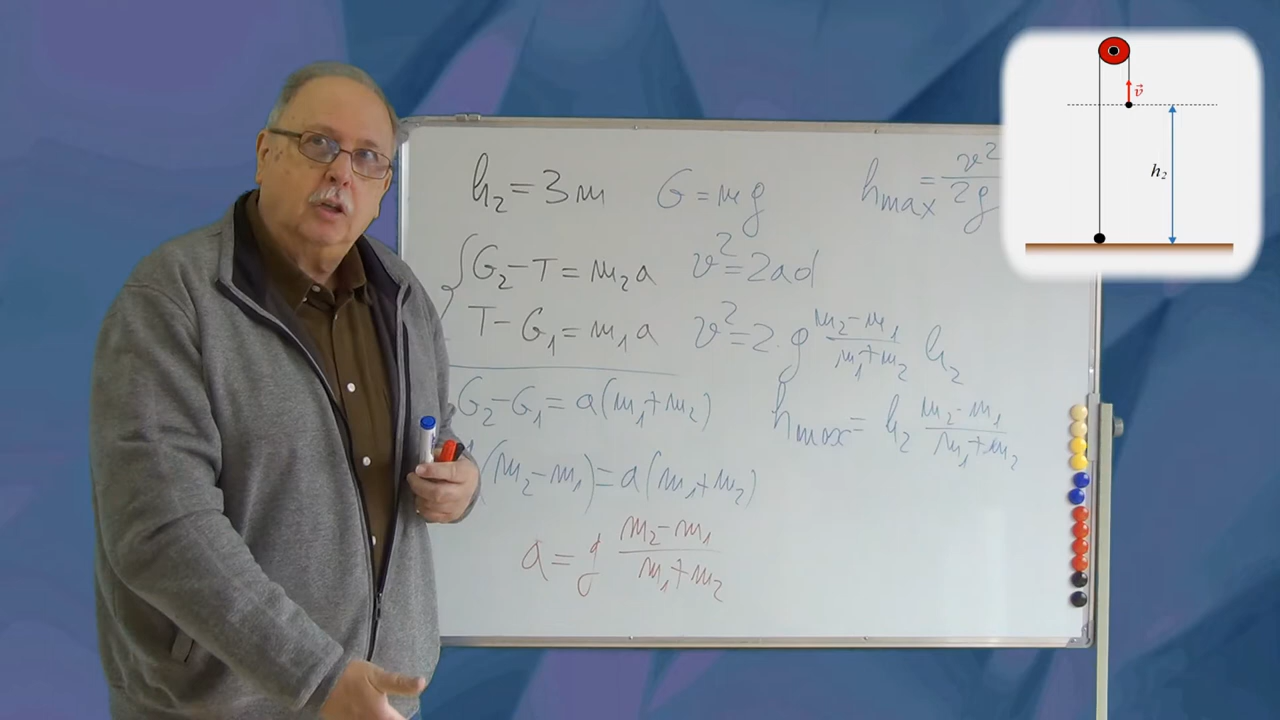 h₂ = 3m
G = mg
hmax = v²/2g
G₂ - T = m₂a
v² = 2ad
T - G₁ = m₁a
v² = 2·g (m₂ - m₁)/(m₁ + m₂) h₂
G₂ - G₁ = a(m₁ + m₂)
hmax = h₂ (m₂ - m₁)/(m₁ + m₂)
(m₂ - m₁) = a(m₁ + m₂)
a = g (m₂ - m₁)/(m₁ + m₂)
v⃗
h₂